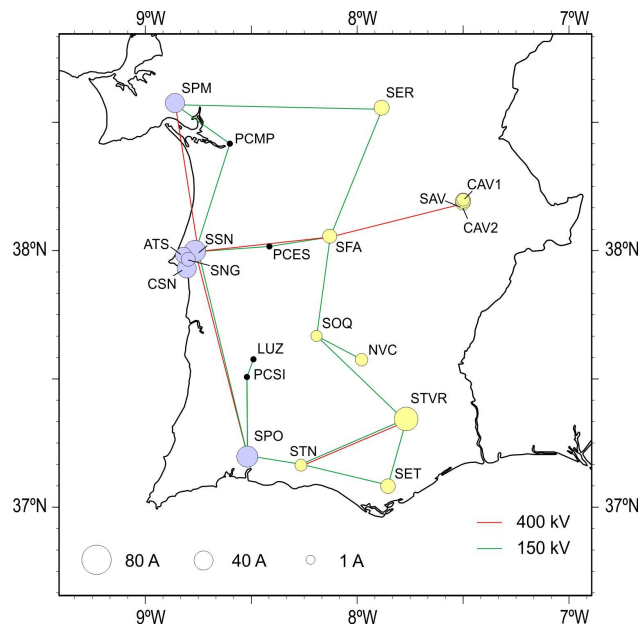 9°W 8°W 7°W
SPM
SER
PCMP
CAV1
SAV
CAV2
38°N 38°N
ATS SSN
SFA
PCES
CSN SNG
SOQ
LUZ NVC
PCSI
STVR
SPO
STN
SET
37°N 37°N
400 kV
150 kV
80 A 40 A 1 A
9°W 8°W 7°W